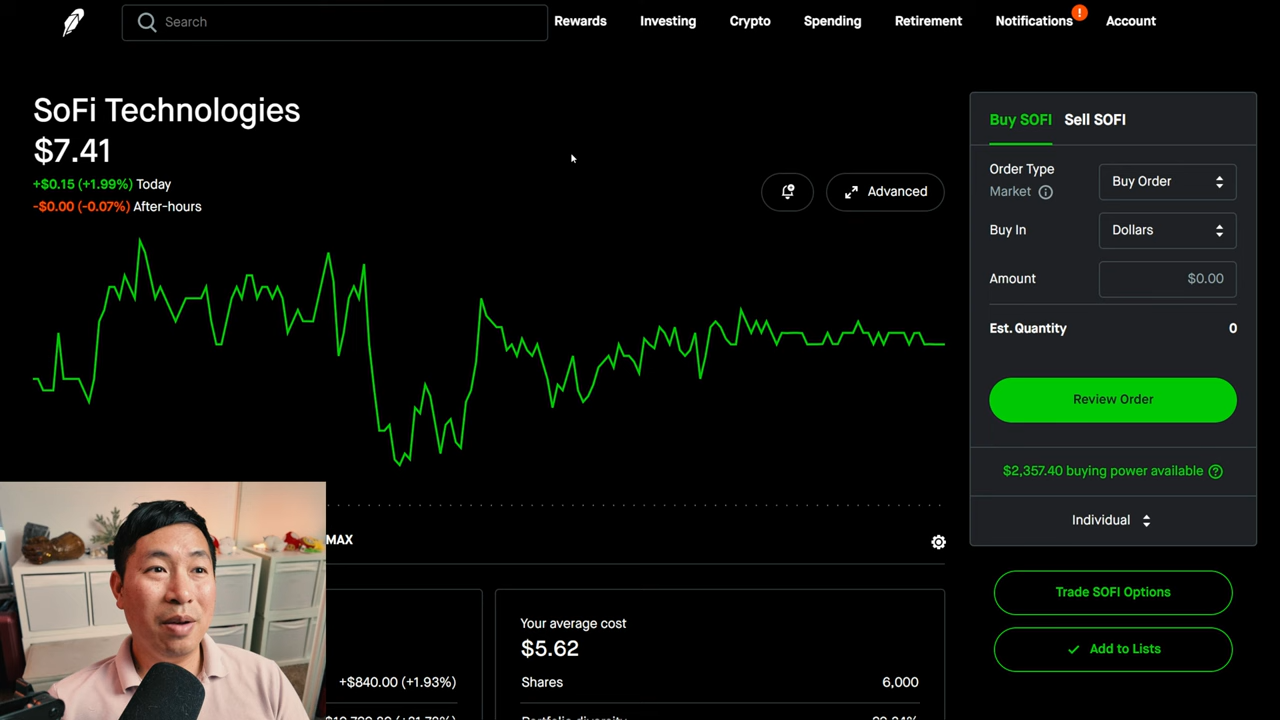 Search
Rewards
Investing
Crypto
Spending
Retirement
Notifications
!
Account
SoFi Technologies
$7.41
+$0.15 (+1.99%) Today
-$0.00 (-0.07%) After-hours
Advanced
MAX
+$840.00 (+1.93%)
Your average cost
$5.62
Shares 6,000
Buy SOFI Sell SOFI
Order Type
Market
Buy Order
Buy In Dollars
Amount $0.00
Est. Quantity 0
Review Order
$2,357.40 buying power available
Individual
Trade SOFI Options
Add to Lists